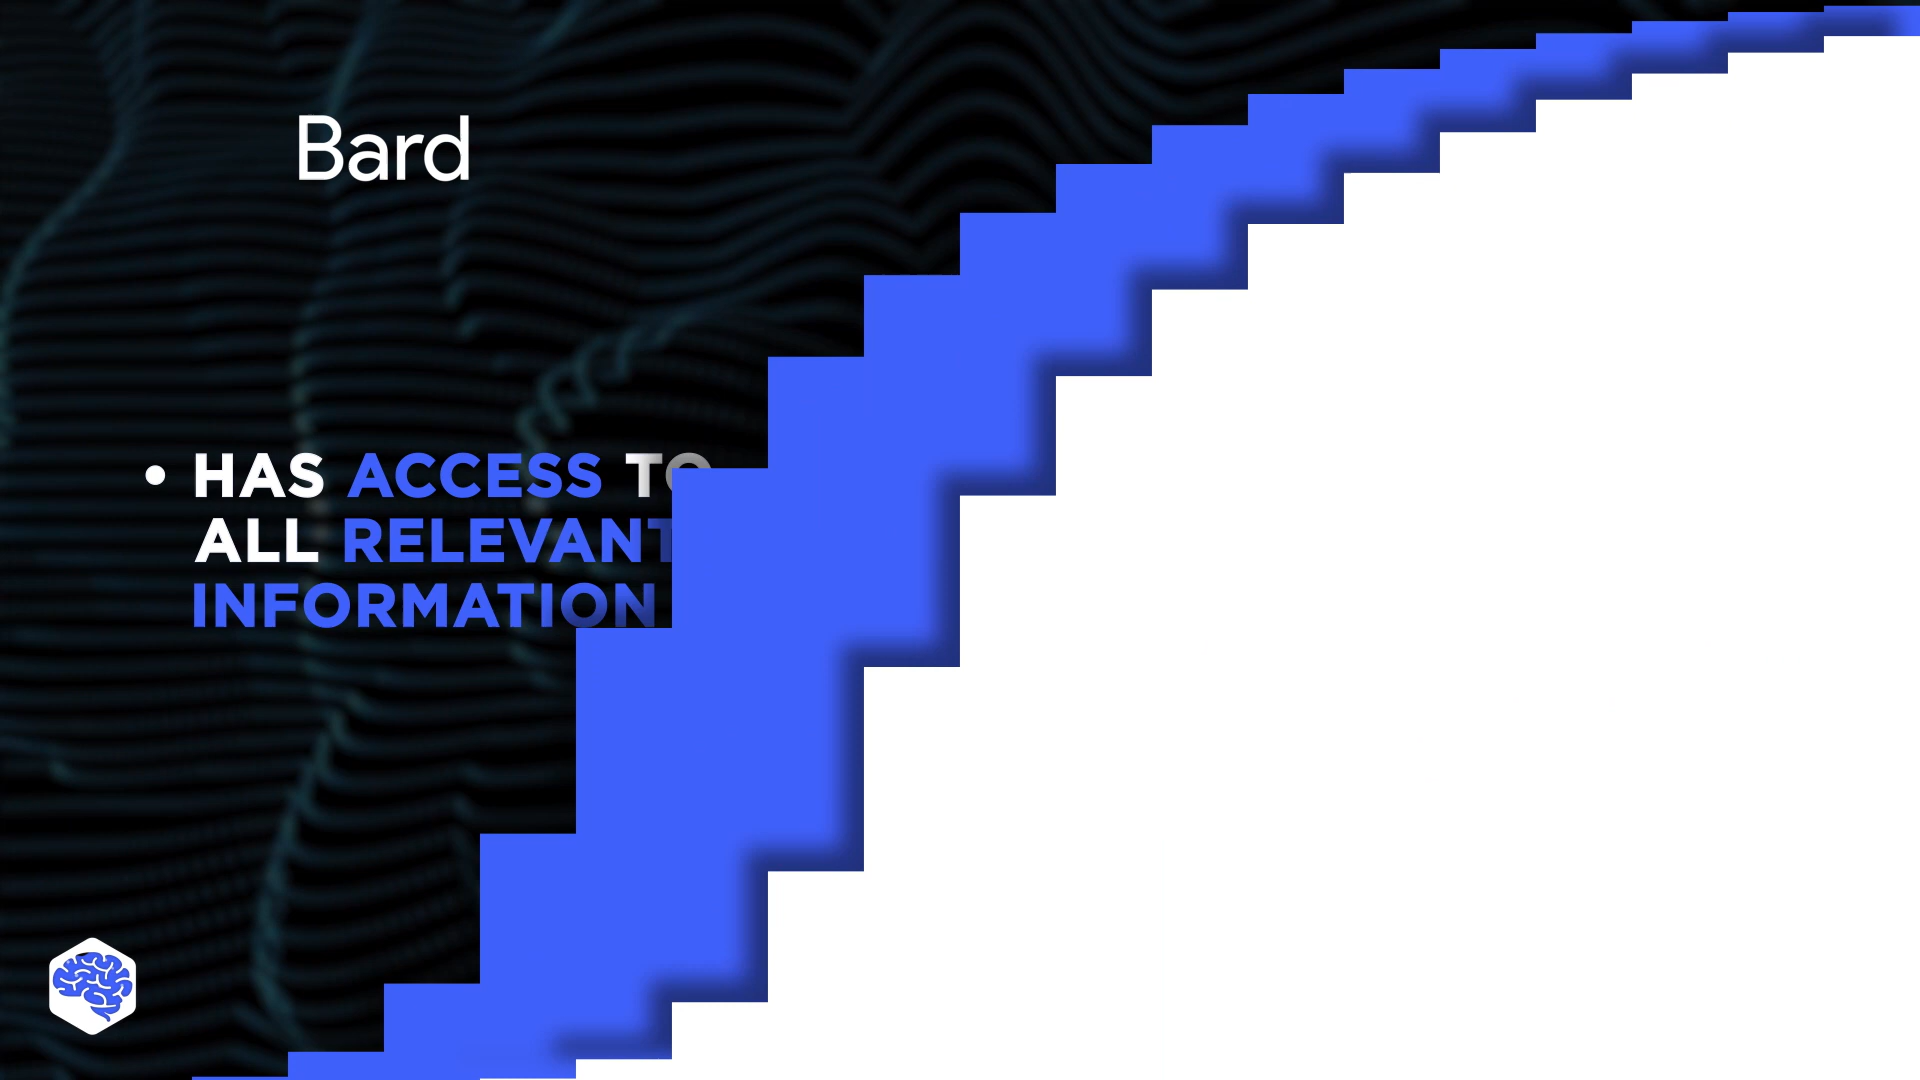 Bard
• HAS ACCESS TO
ALL RELEVANT
INFORMATION